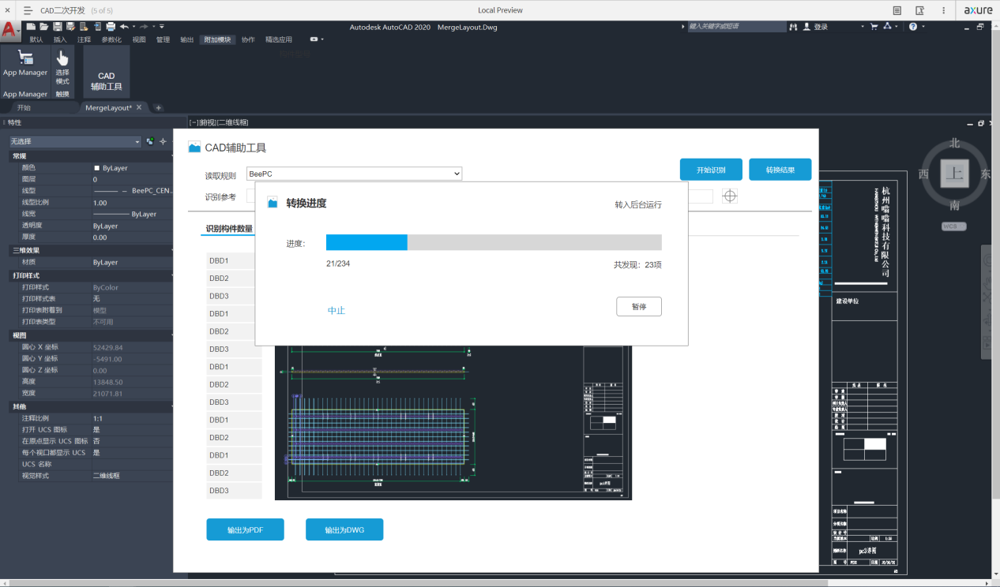 CAD二次开发 (5 of 5)
Local Preview
axure
Autodesk AutoCAD 2020 MergeLayout.Dwg
键入关键字或短语
登录
默认 插入 注释 参数化 视图 管理 输出 附加模块 协作 精选应用
App Manager
选择
模式
CAD
辅助工具
App Manager 触摸
开始 MergeLayout*
特性
[−]俯视][二维线框]
无选择
常规
颜色 ByLayer
图层 0
线型 BeePC_CEN...
线型比例 1.00
线宽 ByLayer
透明度 ByLayer
厚度 0.00
三维效果
材质 ByLayer
打印样式
打印样式 ByColor
打印样式表 无
打印表附着到 模型
打印表类型 不可用
视图
圆心 X 坐标 52429.84
圆心 Y 坐标 -5491.00
圆心 Z 坐标 0.00
高度 13848.50
宽度 21071.81
其他
注释比例 1:1
打开 UCS 图标 是
在原点显示 UCS 图标 否
每个视口都显示 UCS 是
UCS 名称
视觉样式 二维线框
CAD辅助工具
读取规则 BeePC
开始识别 转换结果
识别参考
识别构件数量
DBD1
DBD2
DBD3
DBD1
DBD2
DBD3
DBD1
DBD2
DBD3
DBD1
DBD2
DBD1
DBD2
DBD3
输出为PDF 输出为DWG
转换进度
转入后台运行
进度：
21/234 共发现：23项
中止 暂停
北
西 上 东
南
WCS
杭州嗡嗡科技有限公司
建设单位
pc3详图